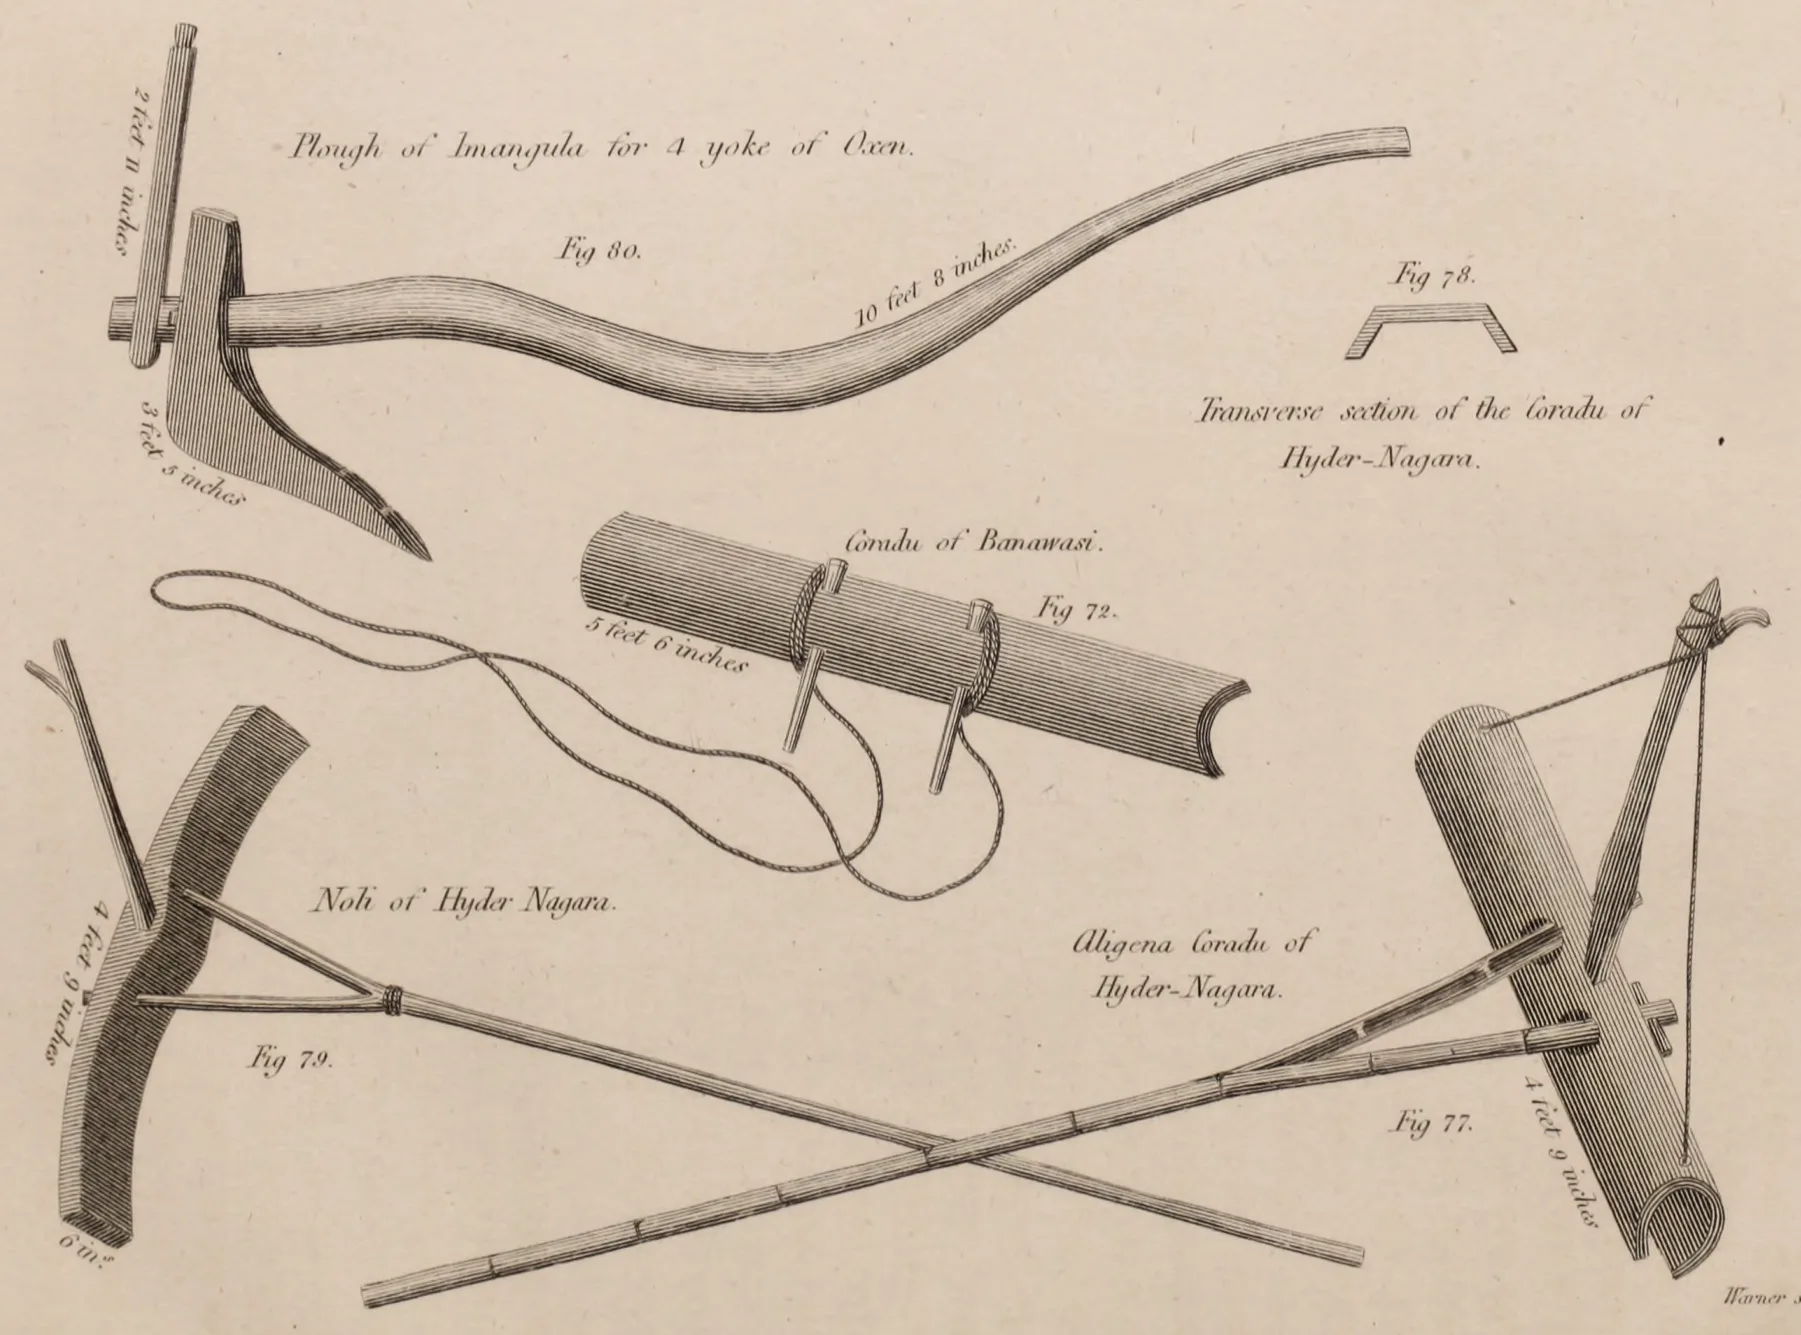 2 feet 11 inches
Plough of Imangula for 4 yoke of Oxen.
Fig 80.
10 feet 8 inches.
Fig 78.
3 feet 5 inches
Transverse section of the Coradu of
Hyder-Nagara.
Coradu of Banawasi.
Fig 72.
5 feet 6 inches
Noli of Hyder Nagara.
4 feet 9 inches
Fig 79.
6 in.s
Aligena Coradu of
Hyder-Nagara.
Fig 77.
4 feet 9 inches
Warner s